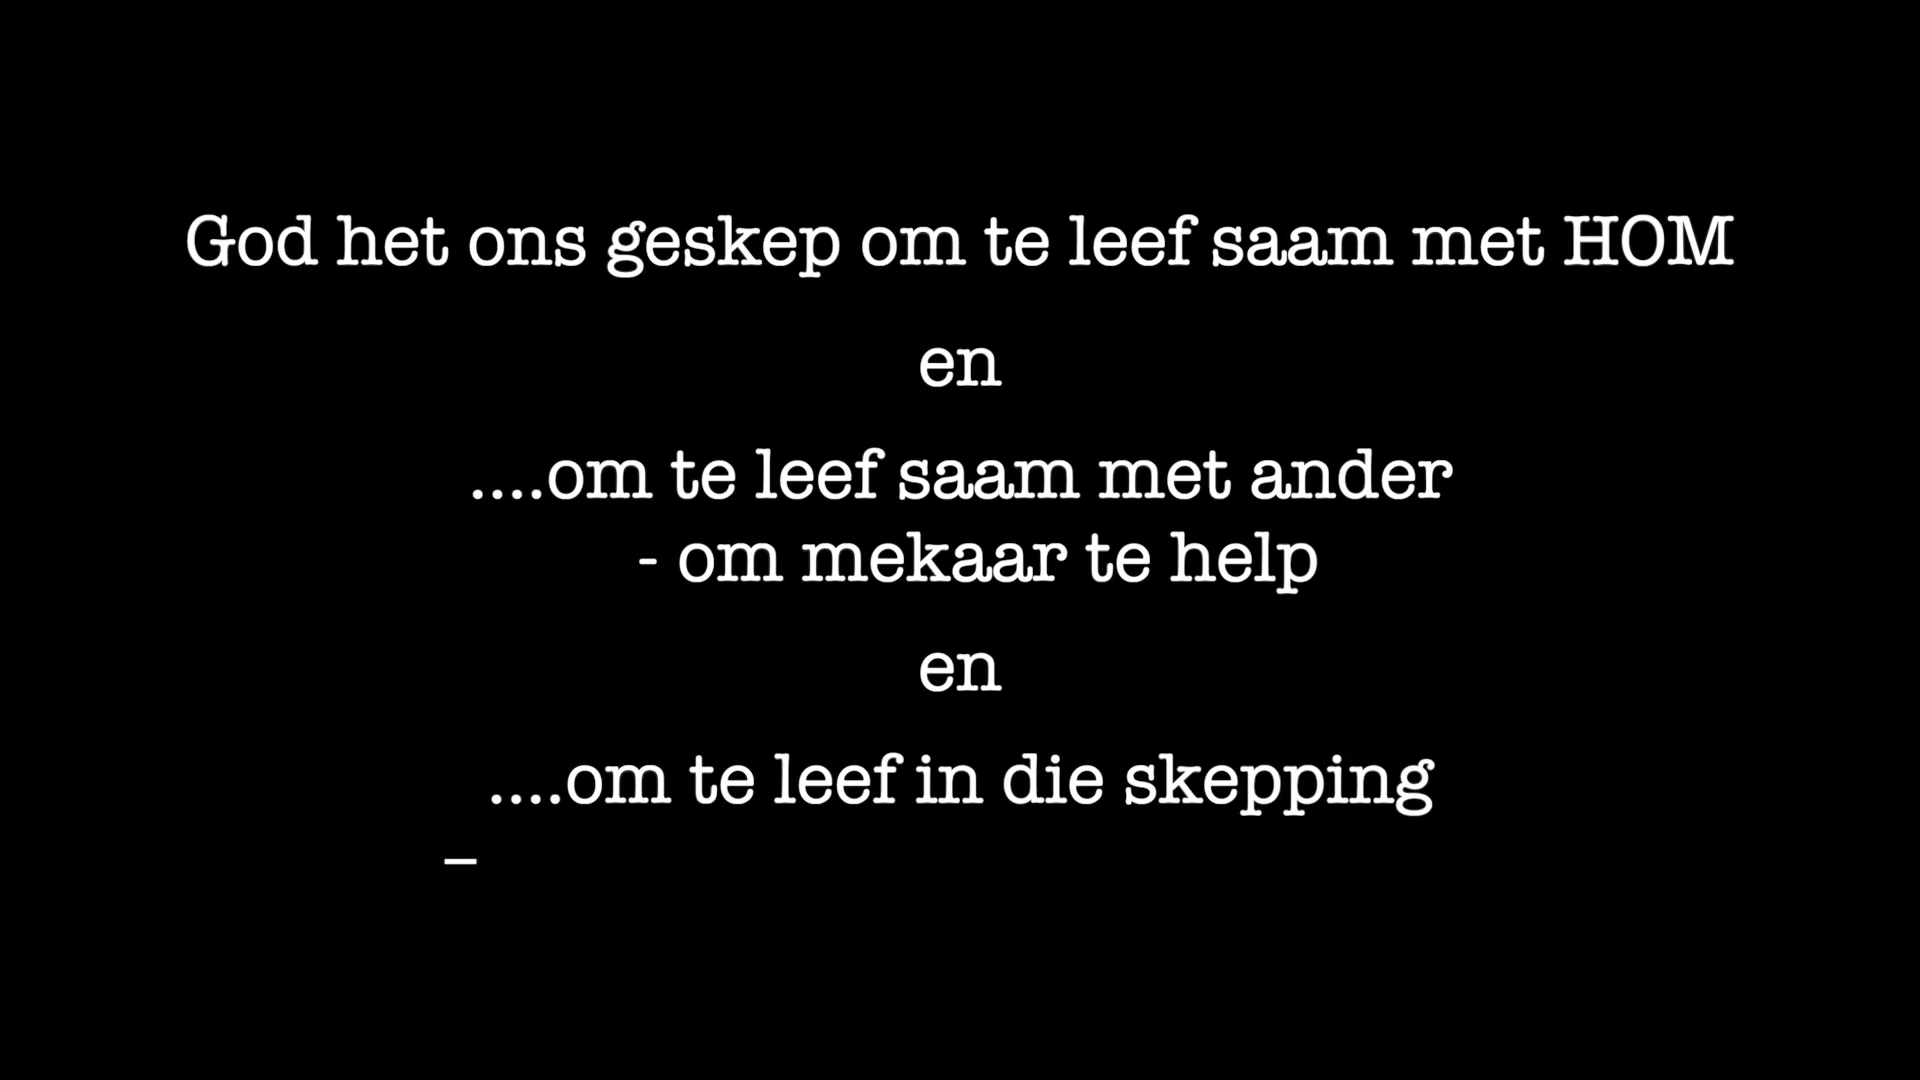 God het ons geskep om te leef saam met HOM
en
....om te leef saam met ander
- om mekaar te help
en
....om te leef in die skepping
–